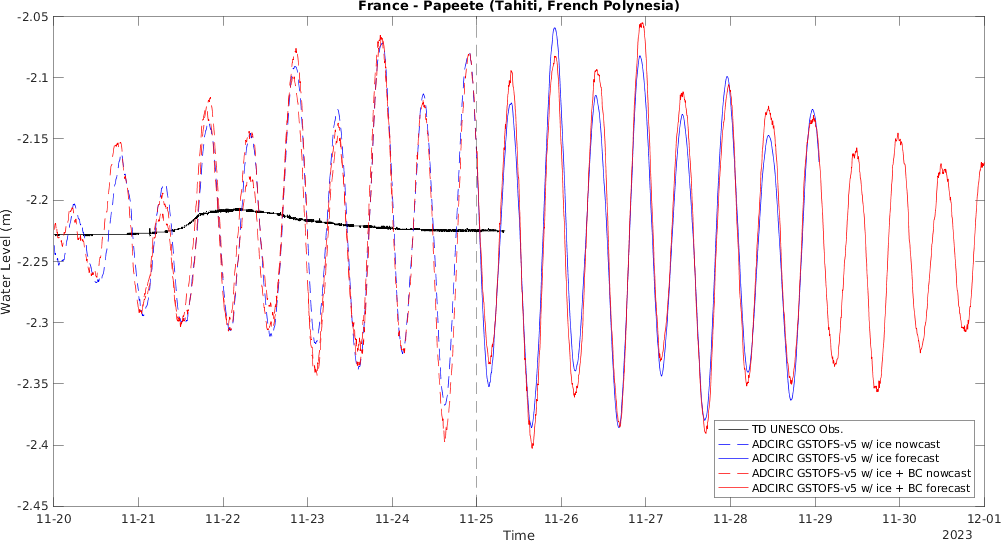 France - Papeete (Tahiti, French Polynesia)
-2.05
-2.1
-2.15
-2.2
-2.25
-2.3
-2.35
-2.4
-2.45
Water Level (m)
TD UNESCO Obs.
ADCIRC GSTOFS-v5 w/ ice nowcast
ADCIRC GSTOFS-v5 w/ ice forecast
ADCIRC GSTOFS-v5 w/ ice + BC nowcast
ADCIRC GSTOFS-v5 w/ ice + BC forecast
11-20 11-21 11-22 11-23 11-24 11-25 11-26 11-27 11-28 11-29 11-30 12-01
Time
2023